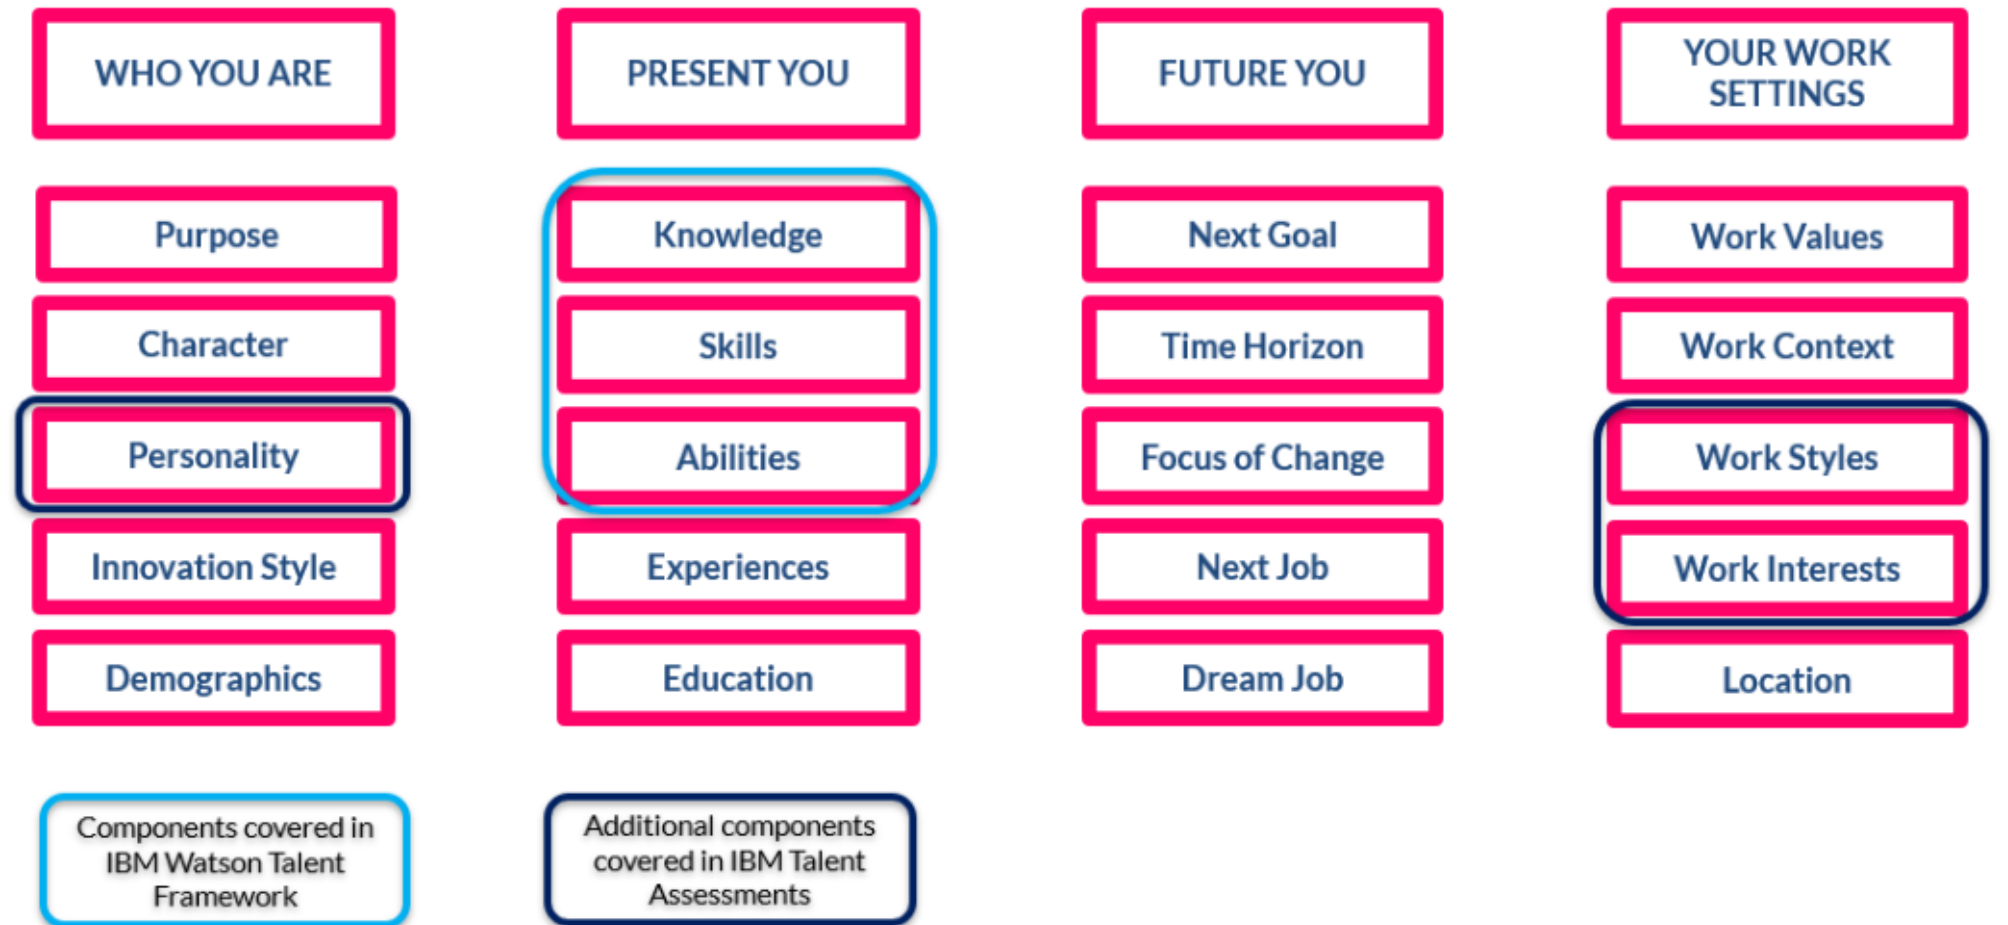 WHO YOU ARE
PRESENT YOU
FUTURE YOU
YOUR WORK
SETTINGS
Purpose
Knowledge
Next Goal
Work Values
Character
Skills
Time Horizon
Work Context
Personality
Abilities
Focus of Change
Work Styles
Innovation Style
Experiences
Next Job
Work Interests
Demographics
Education
Dream Job
Location
Components covered in
IBM Watson Talent
Framework
Additional components
covered in IBM Talent
Assessments